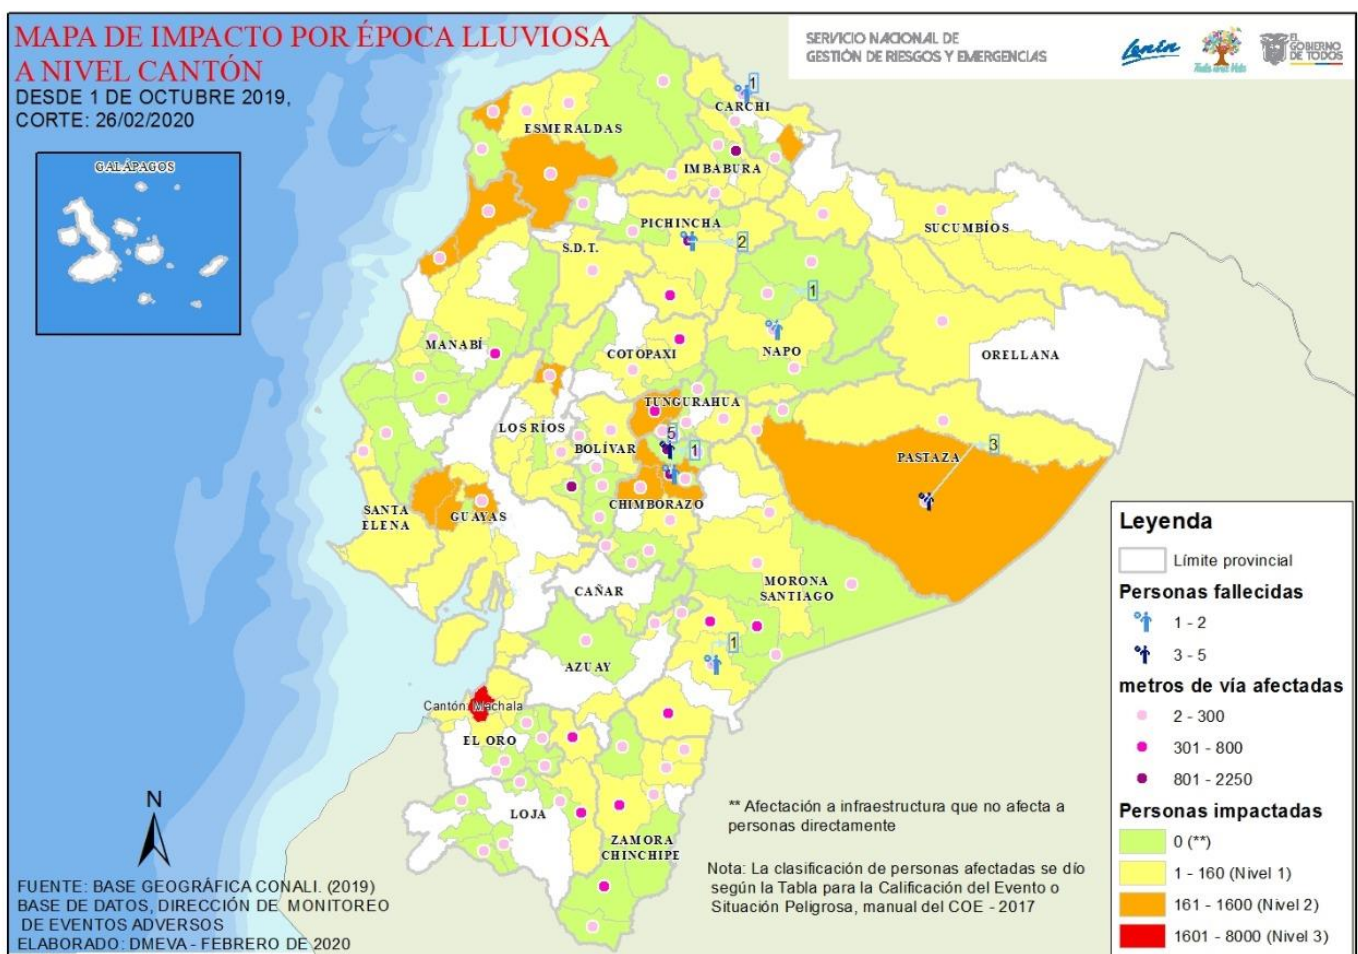 MAPA DE IMPACTO POR ÉPOCA LLUVIOSA
A NIVEL CANTÓN
DESDE 1 DE OCTUBRE 2019,
CORTE: 26/02/2020
SERVICIO NACIONAL DE
GESTIÓN DE RIESGOS Y EMERGENCIAS
Lenín
Toda una Vida
EL
GOBIERNO
DE TODOS
GALÁPAGOS
1
CARCHI
ESMERALDAS
IMBABURA
PICHINCHA
SUCUMBÍOS
2
S.D.T.
1
MANABÍ
COTOPAXI
NAPO
ORELLANA
TUNGURAHUA
LOS RÍOS
5
BOLÍVAR
1
3
PASTAZA
CHIMBORAZO
SANTA
ELENA
GUAYAS
MORONA
SANTIAGO
CAÑAR
1
AZUAY
Cantón: Machala
EL ORO
LOJA
ZAMORA
CHINCHIPE
N
** Afectación a infraestructura que no afecta a
personas directamente
Nota: La clasificación de personas afectadas se dío
según la Tabla para la Calificación del Evento o
Situación Peligrosa, manual del COE - 2017
FUENTE: BASE GEOGRÁFICA CONALI. (2019)
BASE DE DATOS, DIRECCIÓN DE MONITOREO
DE EVENTOS ADVERSOS
ELABORADO: DMEVA - FEBRERO DE 2020
Leyenda
Límite provincial
Personas fallecidas
1 - 2
3 - 5
metros de vía afectadas
2 - 300
301 - 800
801 - 2250
Personas impactadas
0 (**)
1 - 160 (Nivel 1)
161 - 1600 (Nivel 2)
1601 - 8000 (Nivel 3)